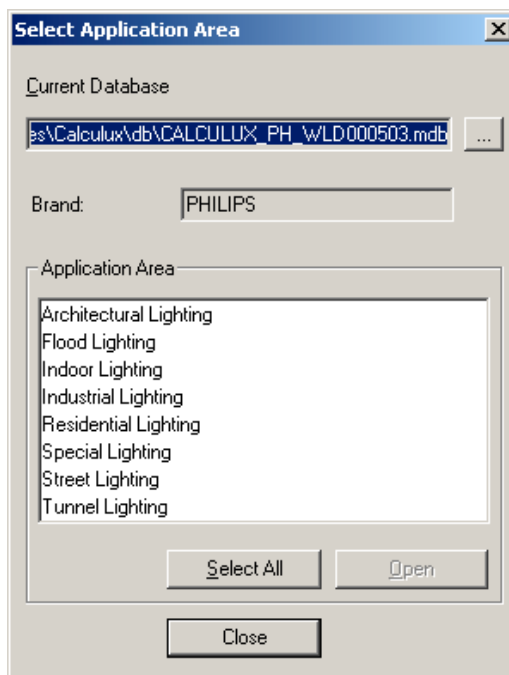 Select Application Area
Current Database
es\Calculux\db\CALCULUX_PH_WLD000503.mdb ...
Brand: PHILIPS
Application Area
Architectural Lighting
Flood Lighting
Indoor Lighting
Industrial Lighting
Residential Lighting
Special Lighting
Street Lighting
Tunnel Lighting
Select All Open
Close